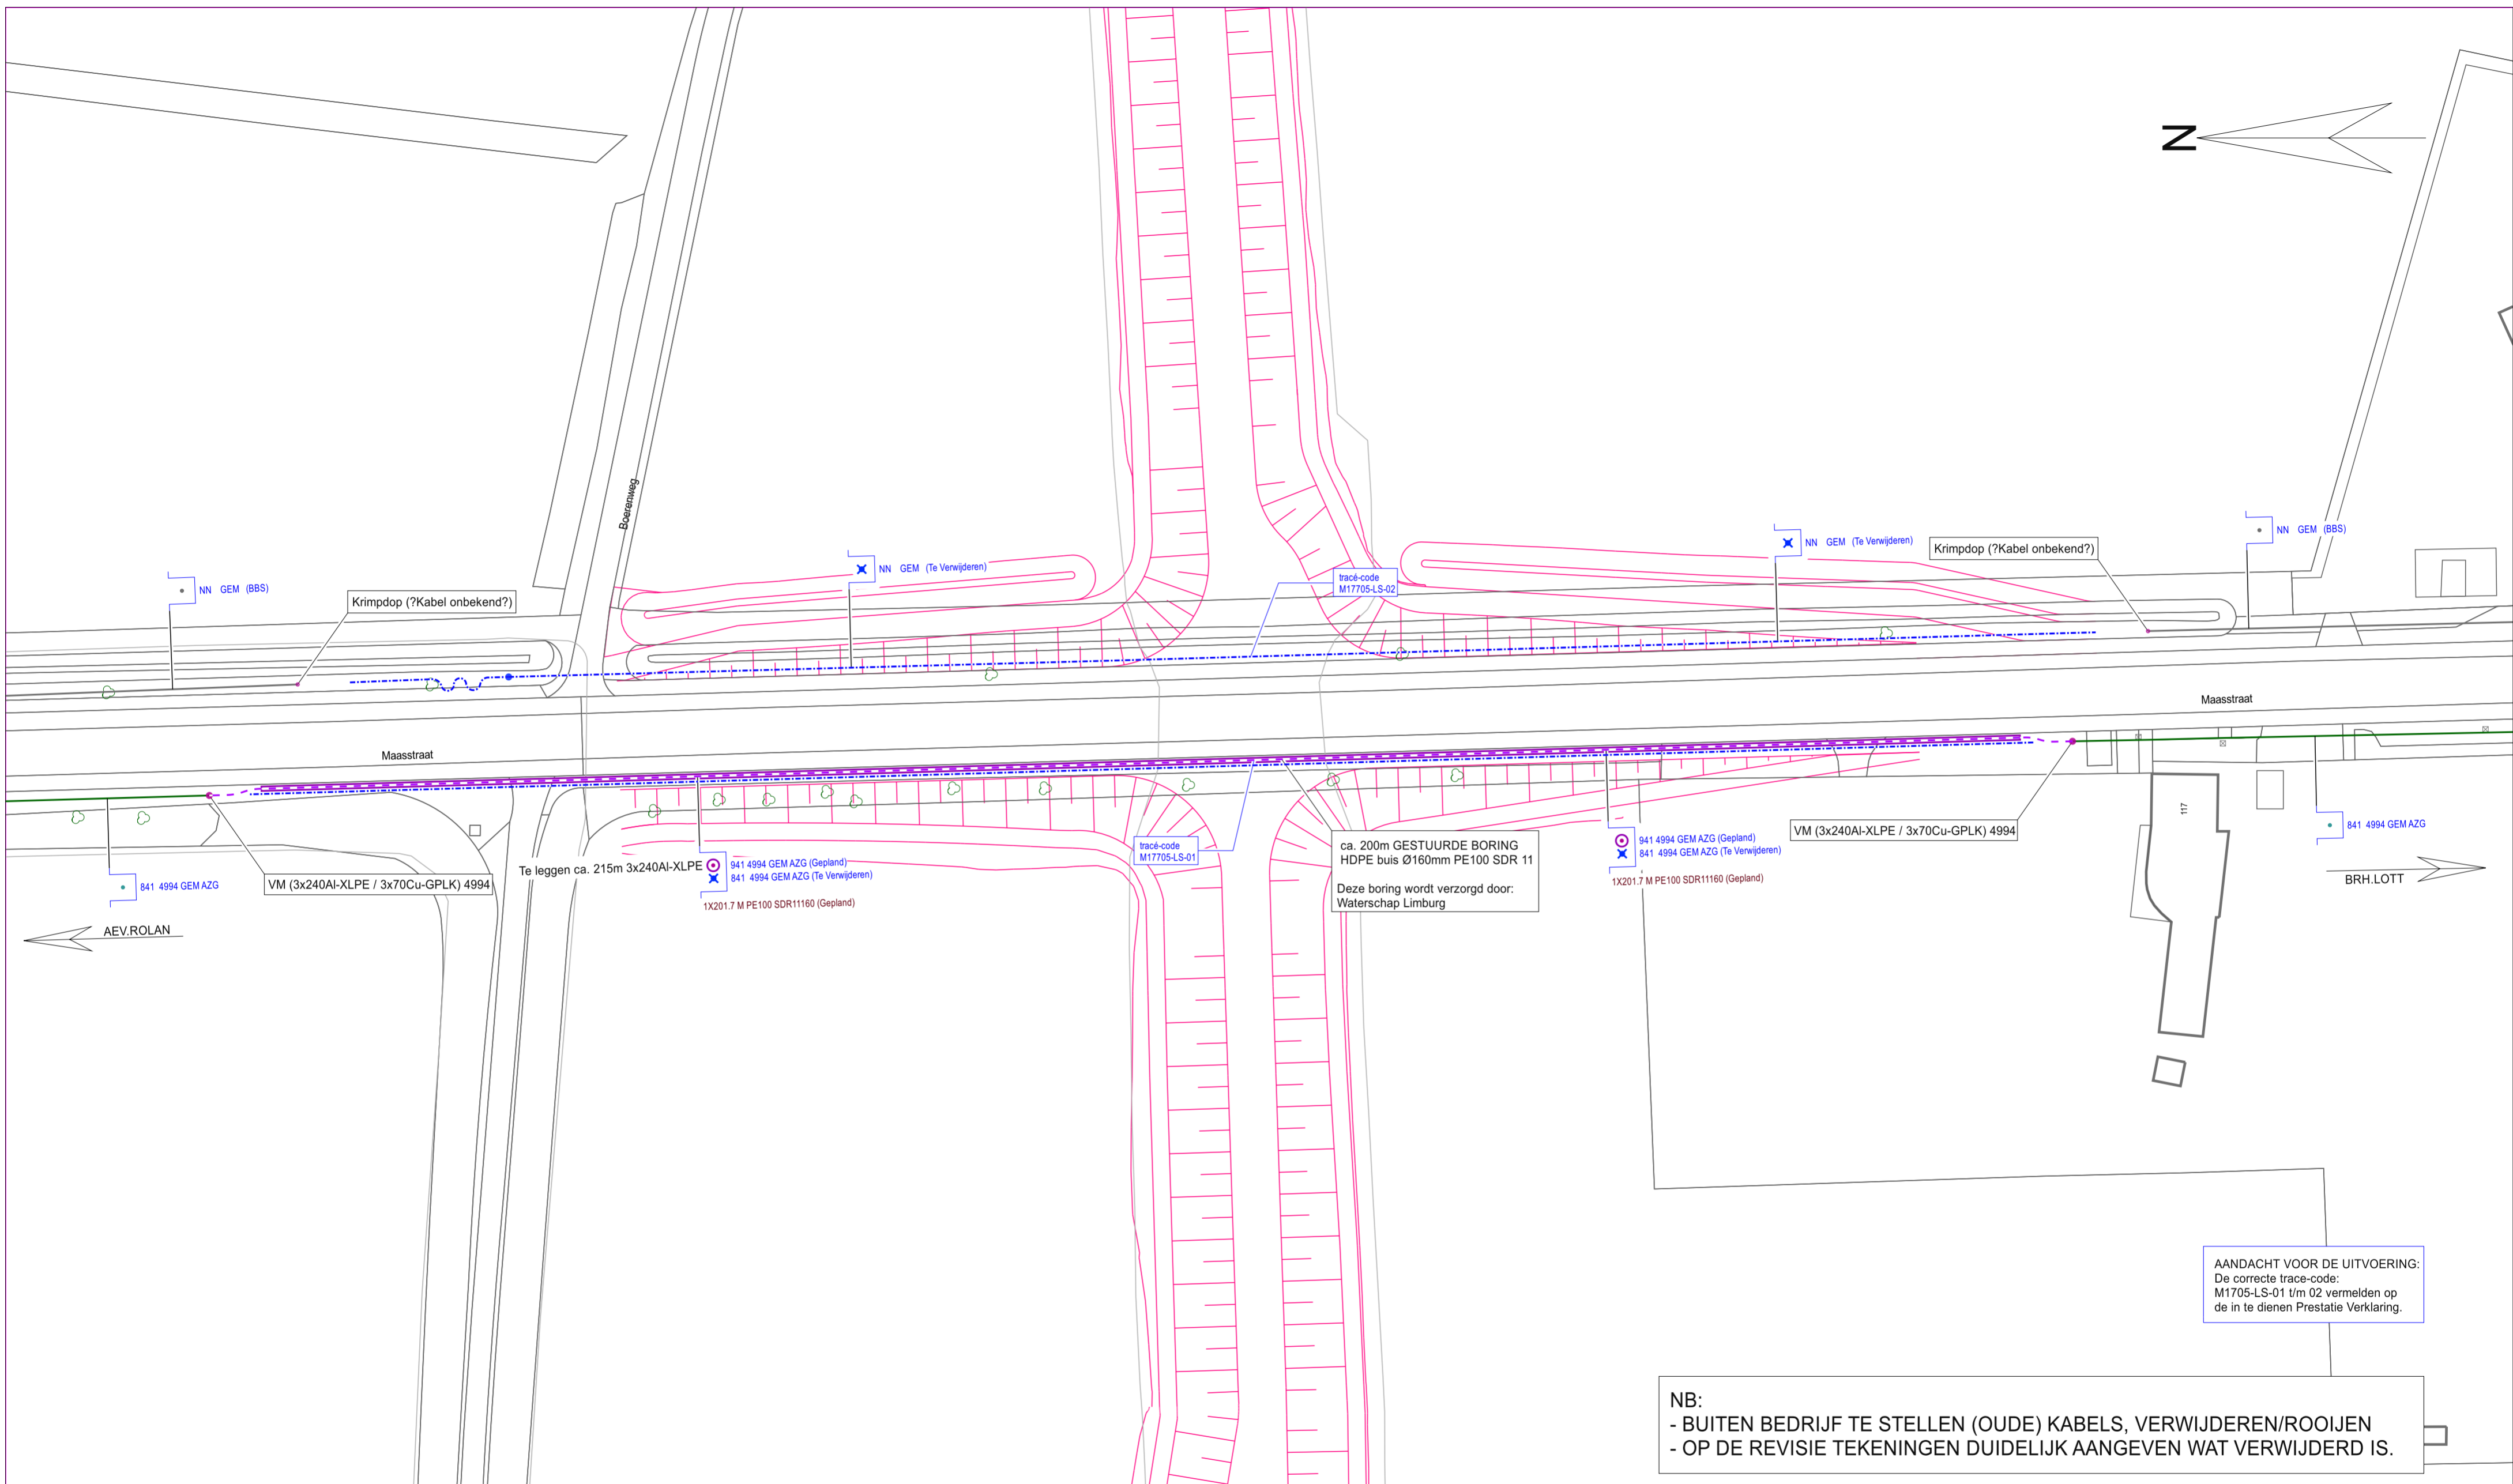 N
Boerenweg
NN GEM (BBS)
Krimpdop (?Kabel onbekend?)
NN GEM (Te Verwijderen)
tracé-code
M17705-LS-02
NN GEM (Te Verwijderen)
Krimpdop (?Kabel onbekend?)
NN GEM (BBS)
Maasstraat
Maasstraat
841 4994 GEM AZG
VM (3x240Al-XLPE / 3x70Cu-GPLK) 4994
AEV.ROLAN
Te leggen ca. 215m 3x240Al-XLPE
941 4994 GEM AZG (Gepland)
841 4994 GEM AZG (Te Verwijderen)
1X201.7 M PE100 SDR11160 (Gepland)
tracé-code
M17705-LS-01
ca. 200m GESTUURDE BORING
HDPE buis Ø160mm PE100 SDR 11
Deze boring wordt verzorgd door:
Waterschap Limburg
941 4994 GEM AZG (Gepland)
841 4994 GEM AZG (Te Verwijderen)
1X201.7 M PE100 SDR11160 (Gepland)
VM (3x240Al-XLPE / 3x70Cu-GPLK) 4994
117
841 4994 GEM AZG
BRH.LOTT
AANDACHT VOOR DE UITVOERING:
De correcte trace-code:
M1705-LS-01 t/m 02 vermelden op
de in te dienen Prestatie Verklaring.
NB:
- BUITEN BEDRIJF TE STELLEN (OUDE) KABELS, VERWIJDEREN/ROOIJEN
- OP DE REVISIE TEKENINGEN DUIDELIJK AANGEVEN WAT VERWIJDERD IS.